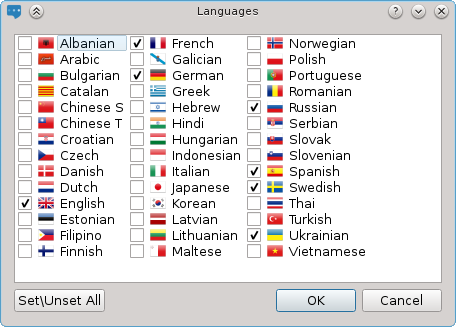 Languages
Albanian
Arabic
Bulgarian
Catalan
Chinese S
Chinese T
Croatian
Czech
Danish
Dutch
English
Estonian
Filipino
Finnish
French
Galician
German
Greek
Hebrew
Hindi
Hungarian
Indonesian
Italian
Japanese
Korean
Latvian
Lithuanian
Maltese
Norwegian
Polish
Portuguese
Romanian
Russian
Serbian
Slovak
Slovenian
Spanish
Swedish
Thai
Turkish
Ukrainian
Vietnamese
Set\Unset All
OK
Cancel